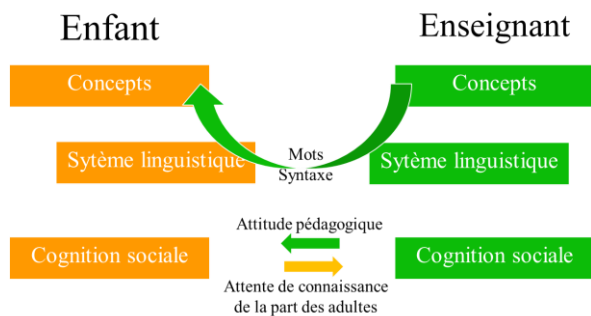 Enfant
Enseignant
Concepts
Concepts
Sytème linguistique
Mots
Syntaxe
Sytème linguistique
Attitude pédagogique
Cognition sociale
Cognition sociale
Attente de connaissance
de la part des adultes